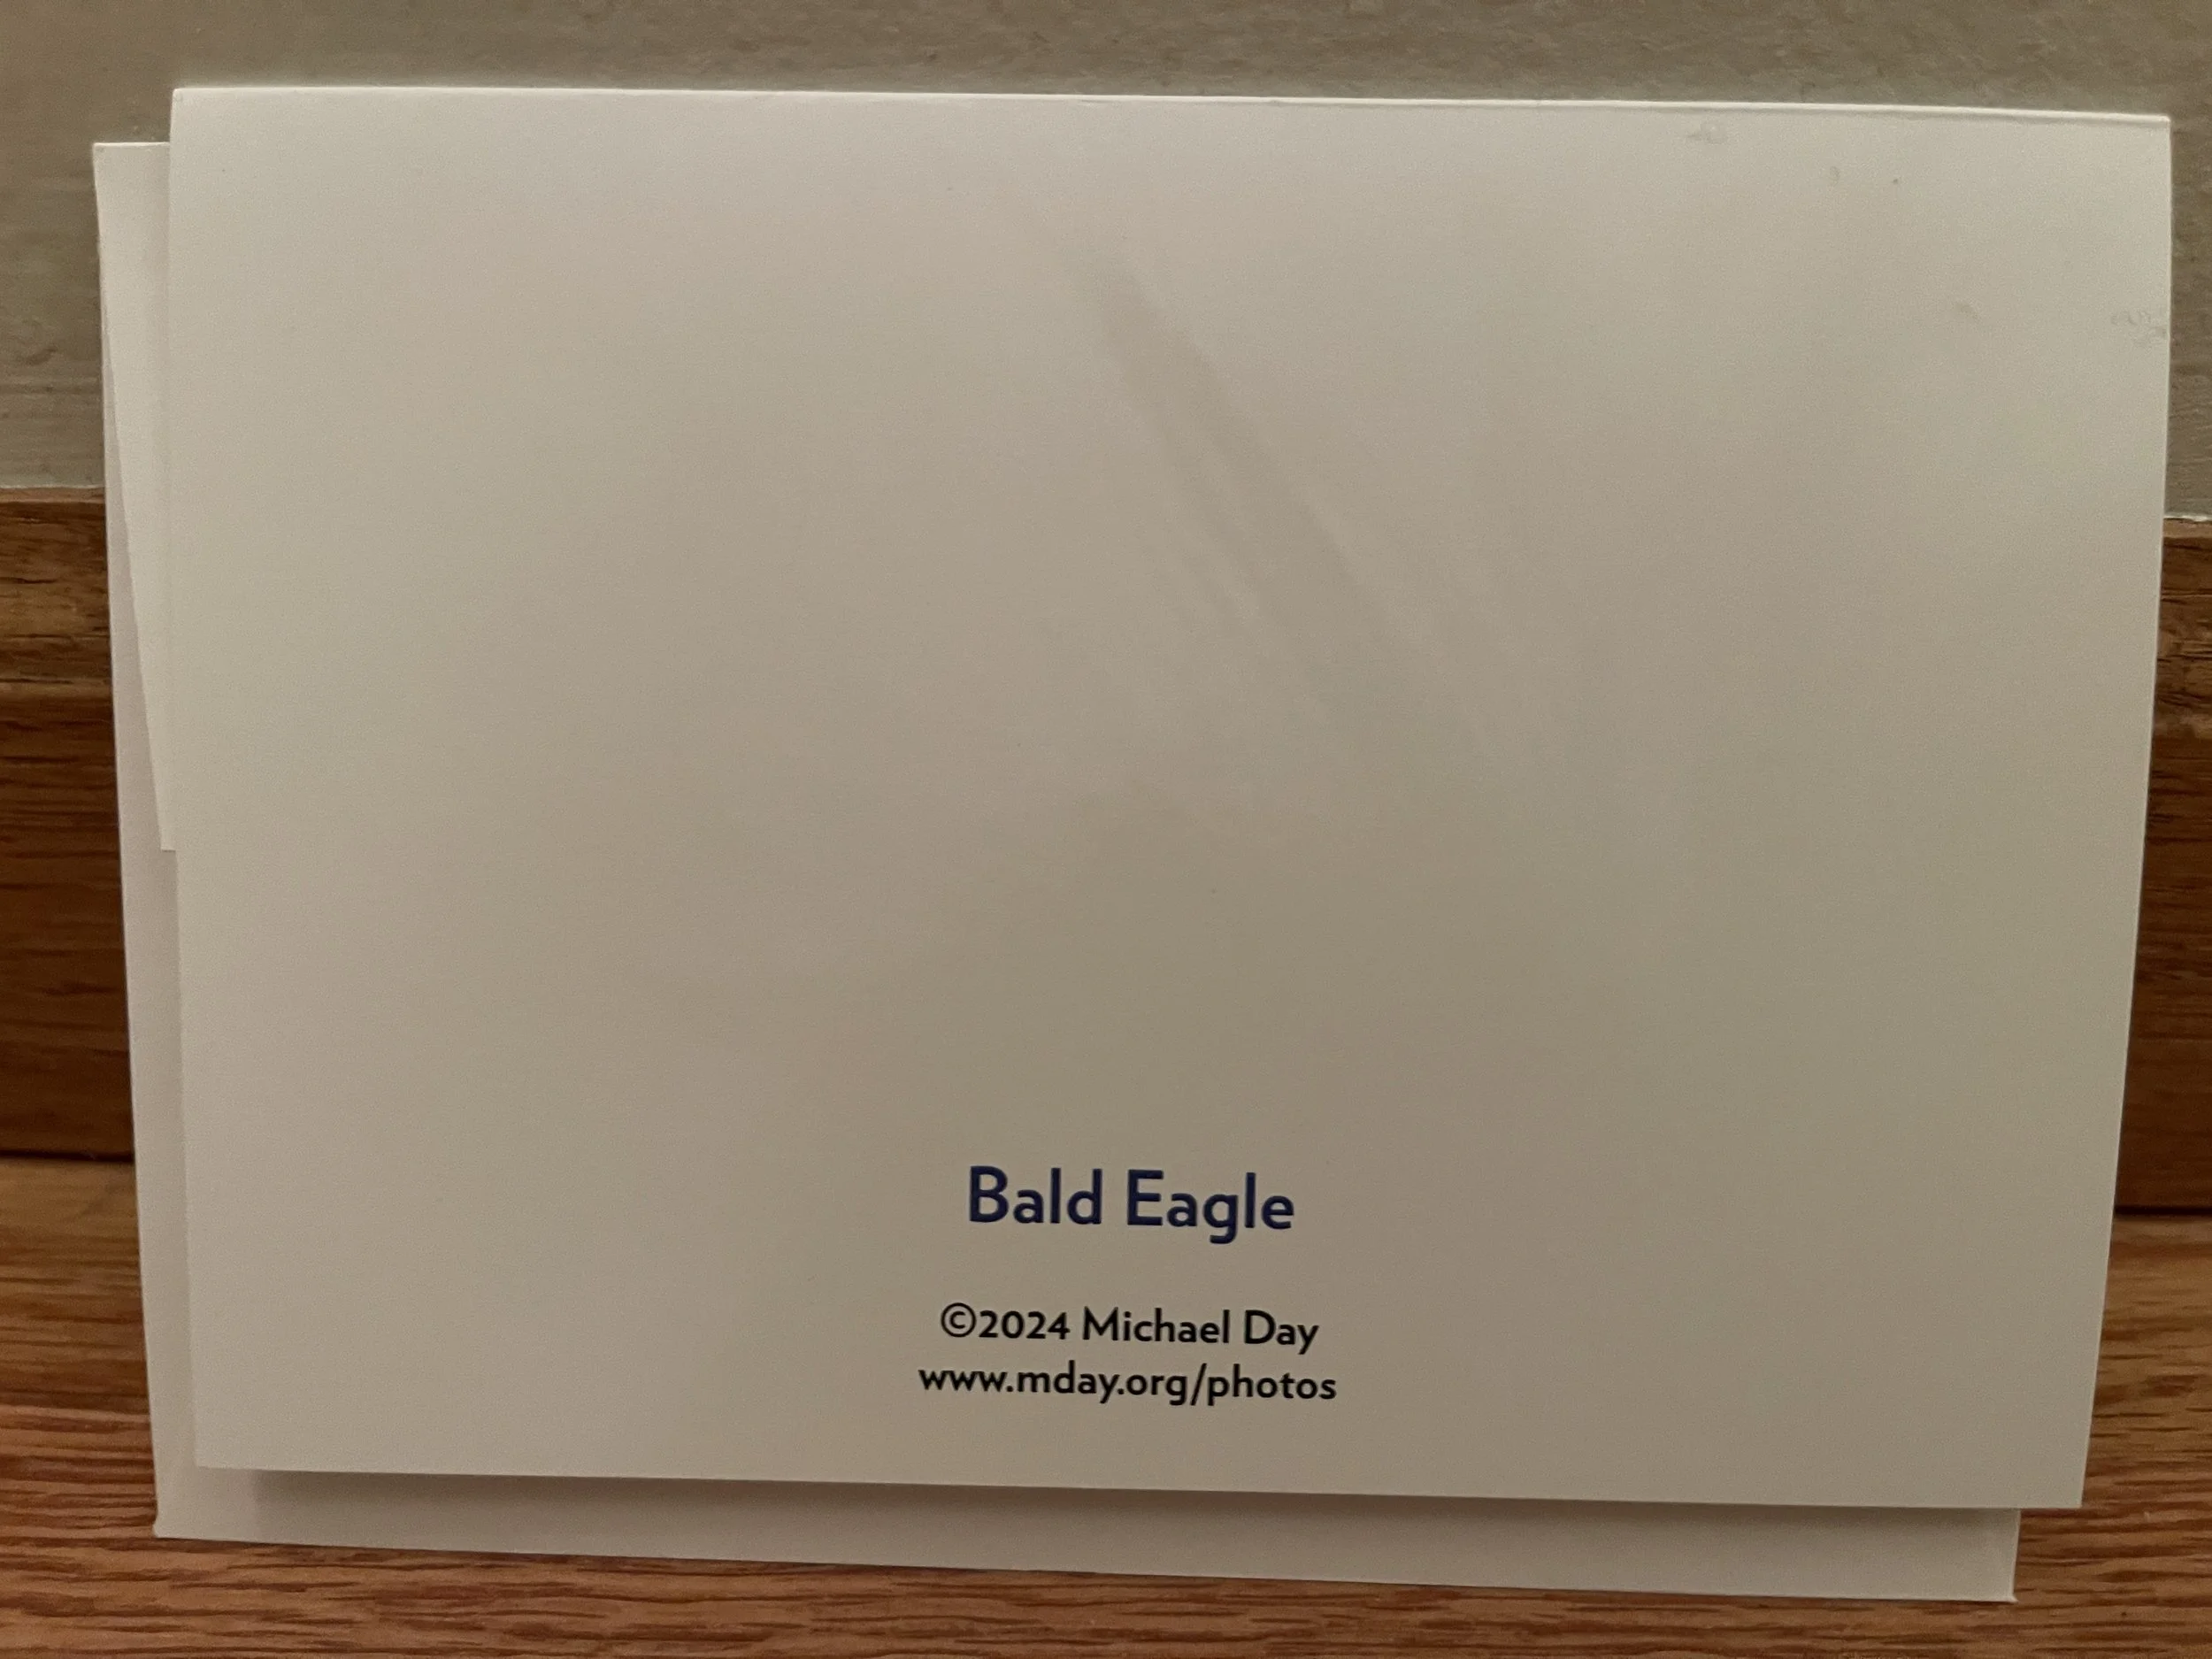 Bald Eagle
©2024 Michael Day
www.mday.org/photos